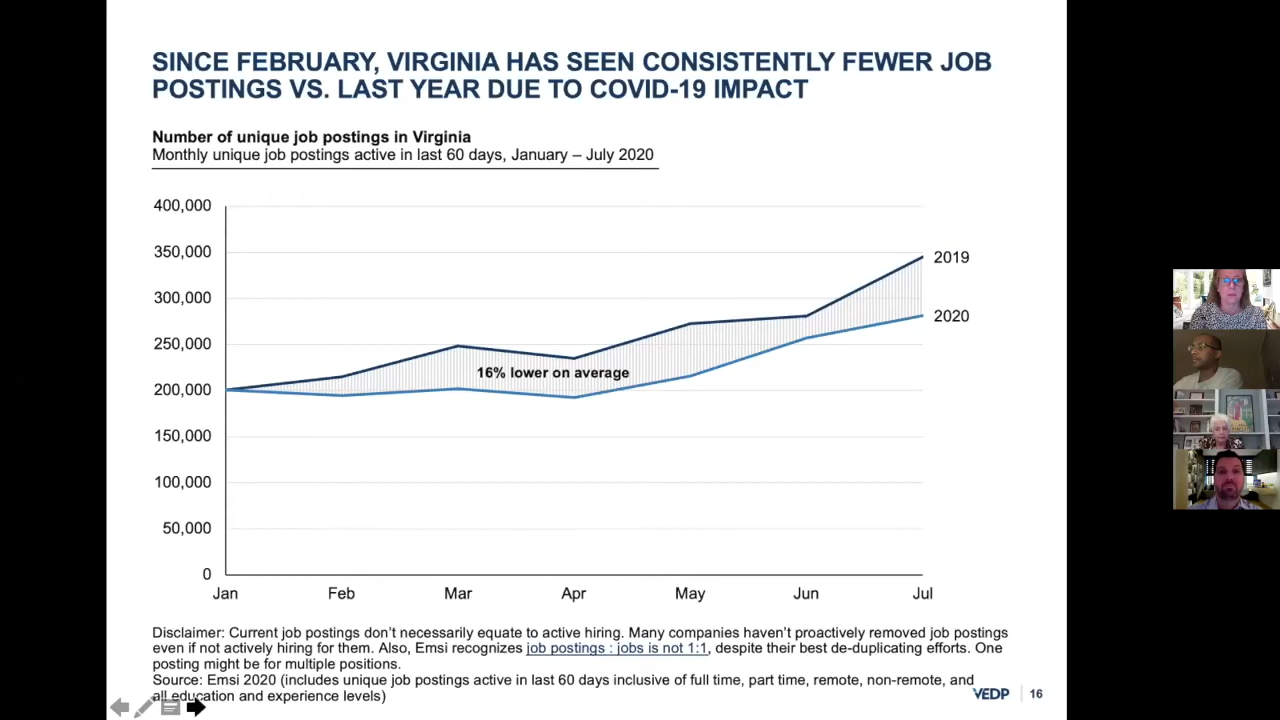 SINCE FEBRUARY, VIRGINIA HAS SEEN CONSISTENTLY FEWER JOB
POSTINGS VS. LAST YEAR DUE TO COVID-19 IMPACT
Number of unique job postings in Virginia
Monthly unique job postings active in last 60 days, January – July 2020
400,000
350,000
300,000
250,000
200,000
150,000
100,000
50,000
0
2019
2020
16% lower on average
Jan Feb Mar Apr May Jun Jul
Disclaimer: Current job postings don’t necessarily equate to active hiring. Many companies haven’t proactively removed job postings
even if not actively hiring for them. Also, Emsi recognizes job postings : jobs is not 1:1, despite their best de-duplicating efforts. One
posting might be for multiple positions.
Source: Emsi 2020 (includes unique job postings active in last 60 days inclusive of full time, part time, remote, non-remote, and
all education and experience levels)
VEDP 16